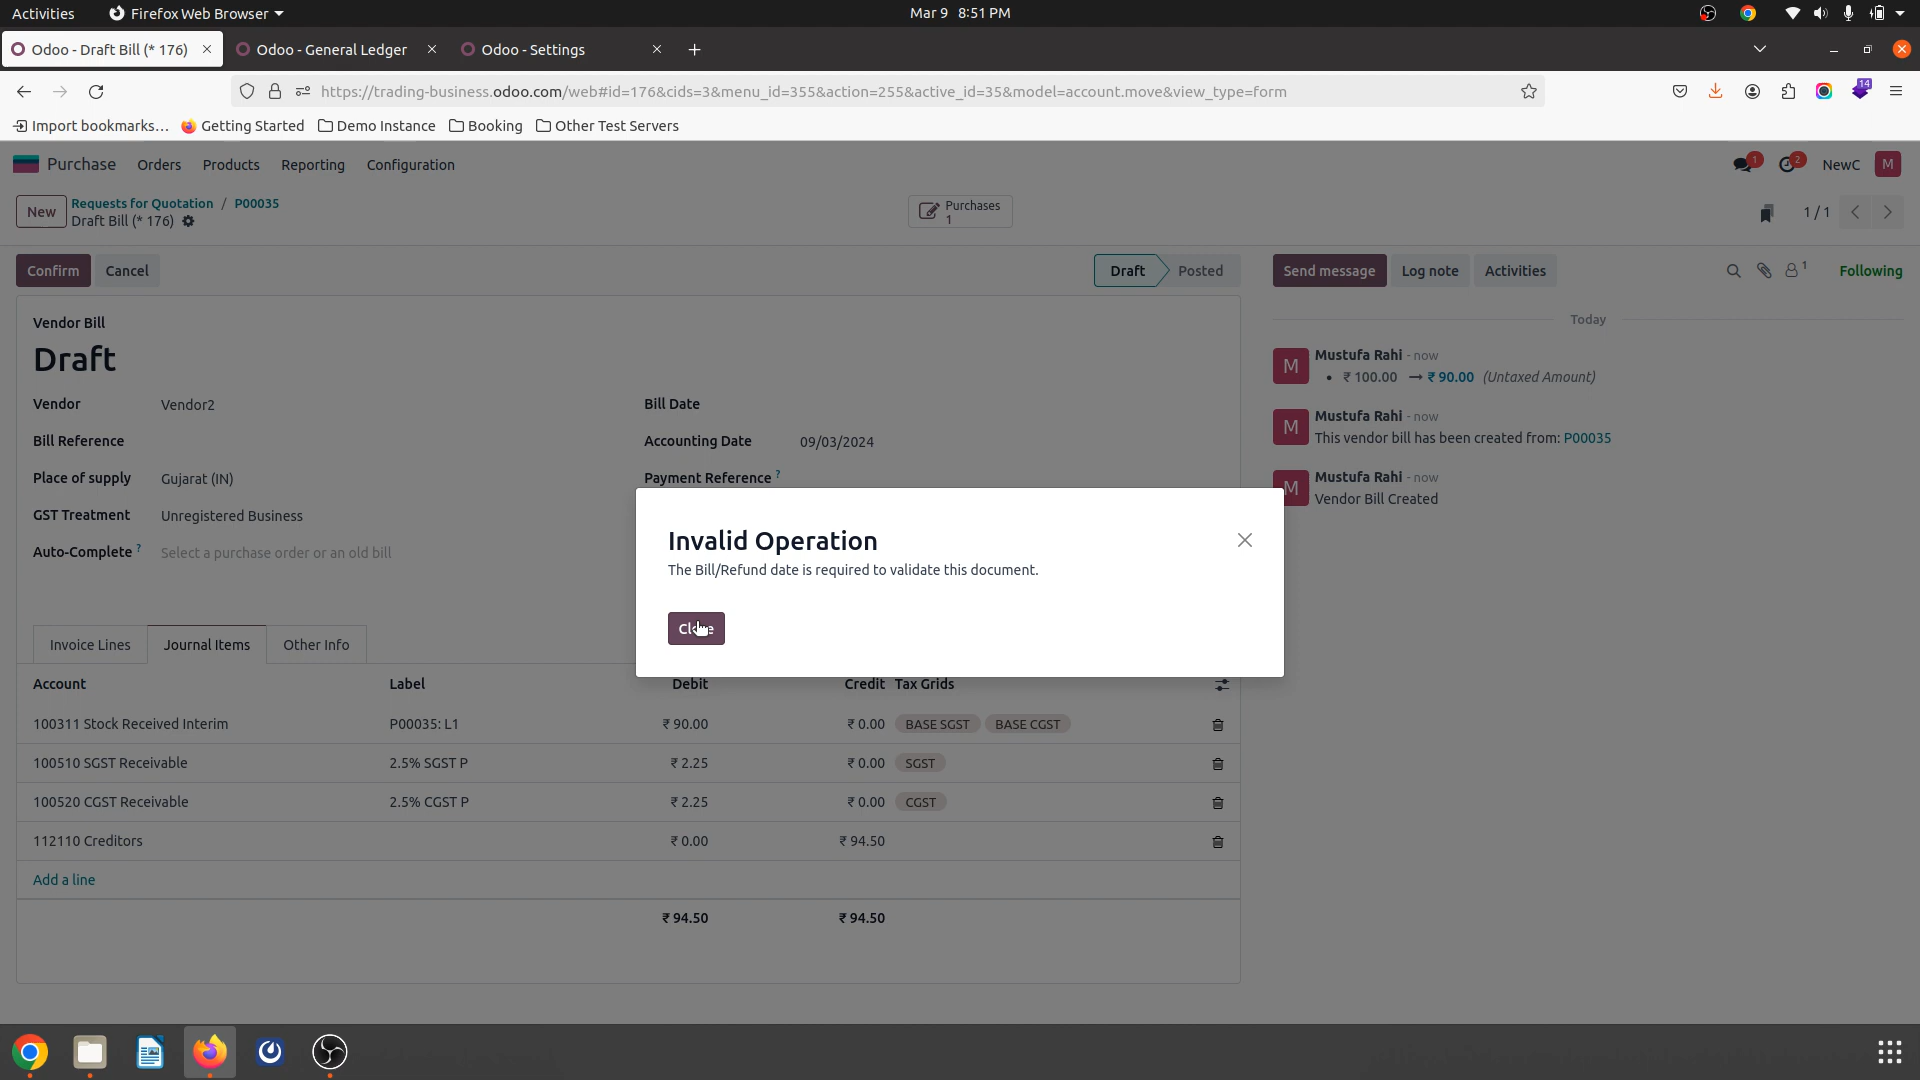 Activities
Firefox Web Browser
Mar 9 8:51 PM
Odoo - Draft Bill (* 176)
Odoo - General Ledger
Odoo - Settings
https://trading-business.odoo.com/web#id=176&cids=3&menu_id=355&action=255&active_id=35&model=account.move&view_type=form
14
Import bookmarks...
Getting Started
Demo Instance
Booking
Other Test Servers
Purchase
Orders
Products
Reporting
Configuration
1
2
NewC
M
New
Requests for Quotation / P00035
Draft Bill (* 176)
Purchases
1
1 / 1
Confirm
Cancel
Draft
Posted
Send message
Log note
Activities
1
Following
Vendor Bill
Draft
Vendor
Vendor2
Bill Reference
Place of supply
Gujarat (IN)
GST Treatment
Unregistered Business
Auto-Complete ?
Select a purchase order or an old bill
Bill Date
Accounting Date
09/03/2024
Payment Reference ?
Today
M
Mustufa Rahi - now
• ₹ 100.00 → ₹ 90.00 (Untaxed Amount)
M
Mustufa Rahi - now
This vendor bill has been created from: P00035
M
Mustufa Rahi - now
Vendor Bill Created
Invalid Operation
The Bill/Refund date is required to validate this document.
Invoice Lines
Journal Items
Other Info
Account Label Debit Credit Tax Grids
100311 Stock Received Interim P00035: L1 ₹ 90.00 ₹ 0.00 BASE SGST BASE CGST
100510 SGST Receivable 2.5% SGST P ₹ 2.25 ₹ 0.00 SGST
100520 CGST Receivable 2.5% CGST P ₹ 2.25 ₹ 0.00 CGST
112110 Creditors ₹ 0.00 ₹ 94.50
Add a line
₹ 94.50 ₹ 94.50